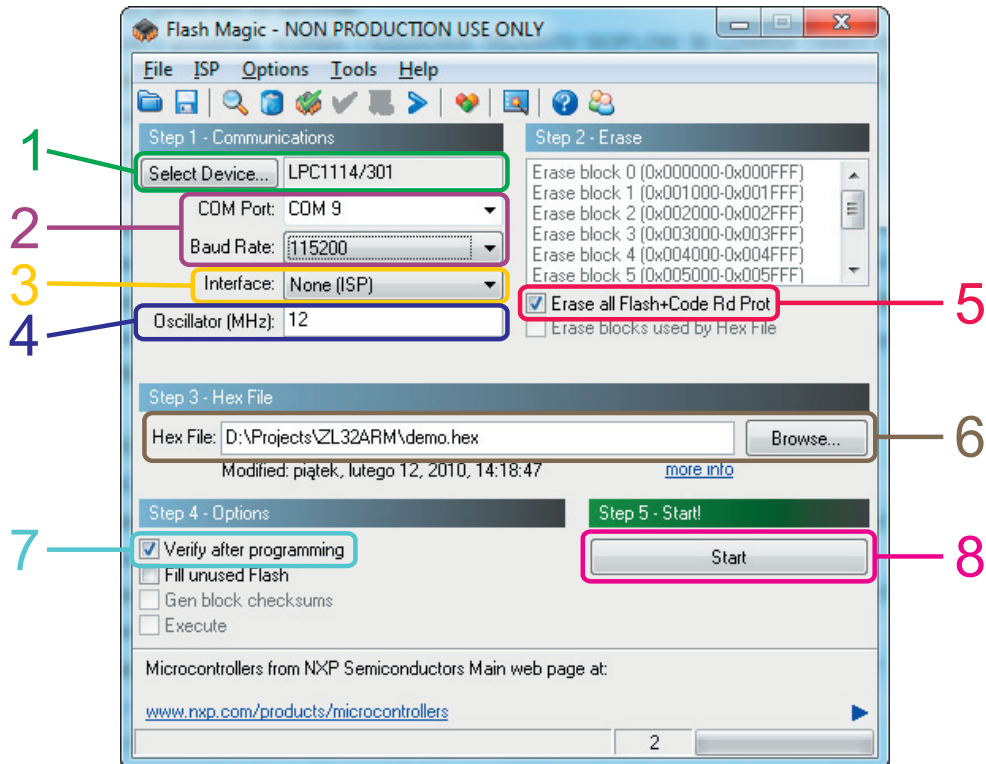 Flash Magic - NON PRODUCTION USE ONLY
File ISP Options Tools Help
Step 1 - Communications
1
Select Device... LPC1114/301
2
COM Port: COM 9
Baud Rate: 115200
3
Interface: None (ISP)
4
Oscillator (MHz): 12
Step 2 - Erase
Erase block 0 (0x000000-0x000FFF)
Erase block 1 (0x001000-0x001FFF)
Erase block 2 (0x002000-0x002FFF)
Erase block 3 (0x003000-0x003FFF)
Erase block 4 (0x004000-0x004FFF)
Erase block 5 (0x005000-0x005FFF)
Erase all Flash+Code Rd Prot
5
Erase blocks used by Hex File
Step 3 - Hex File
Hex File: D:\Projects\ZL32ARM\demo.hex Browse...
6
Modified: piątek, lutego 12, 2010, 14:18:47 more info
Step 4 - Options
7
Verify after programming
Fill unused Flash
Gen block checksums
Execute
Step 5 - Start!
Start
8
Microcontrollers from NXP Semiconductors Main web page at:
www.nxp.com/products/microcontrollers
2